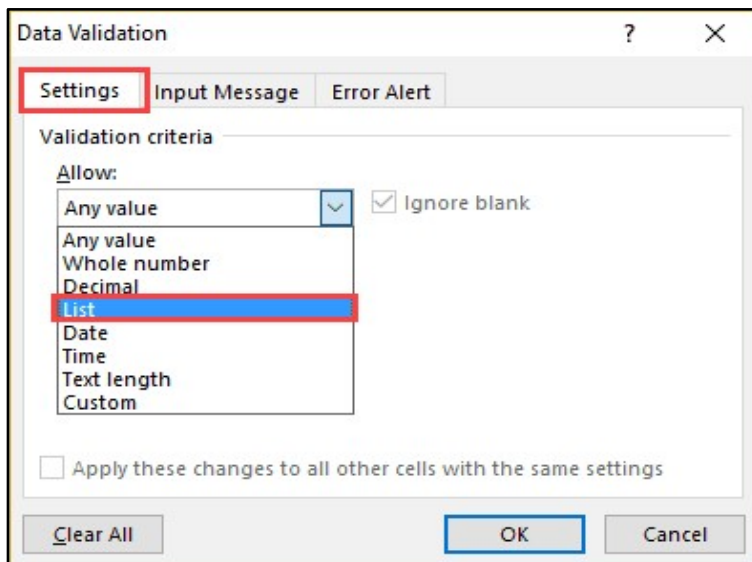 Data Validation ?
Settings Input Message Error Alert
Validation criteria
Allow:
Any value Ignore blank
Any value
Whole number
Decimal
List
Date
Time
Text length
Custom
Apply these changes to all other cells with the same settings
Clear All OK Cancel